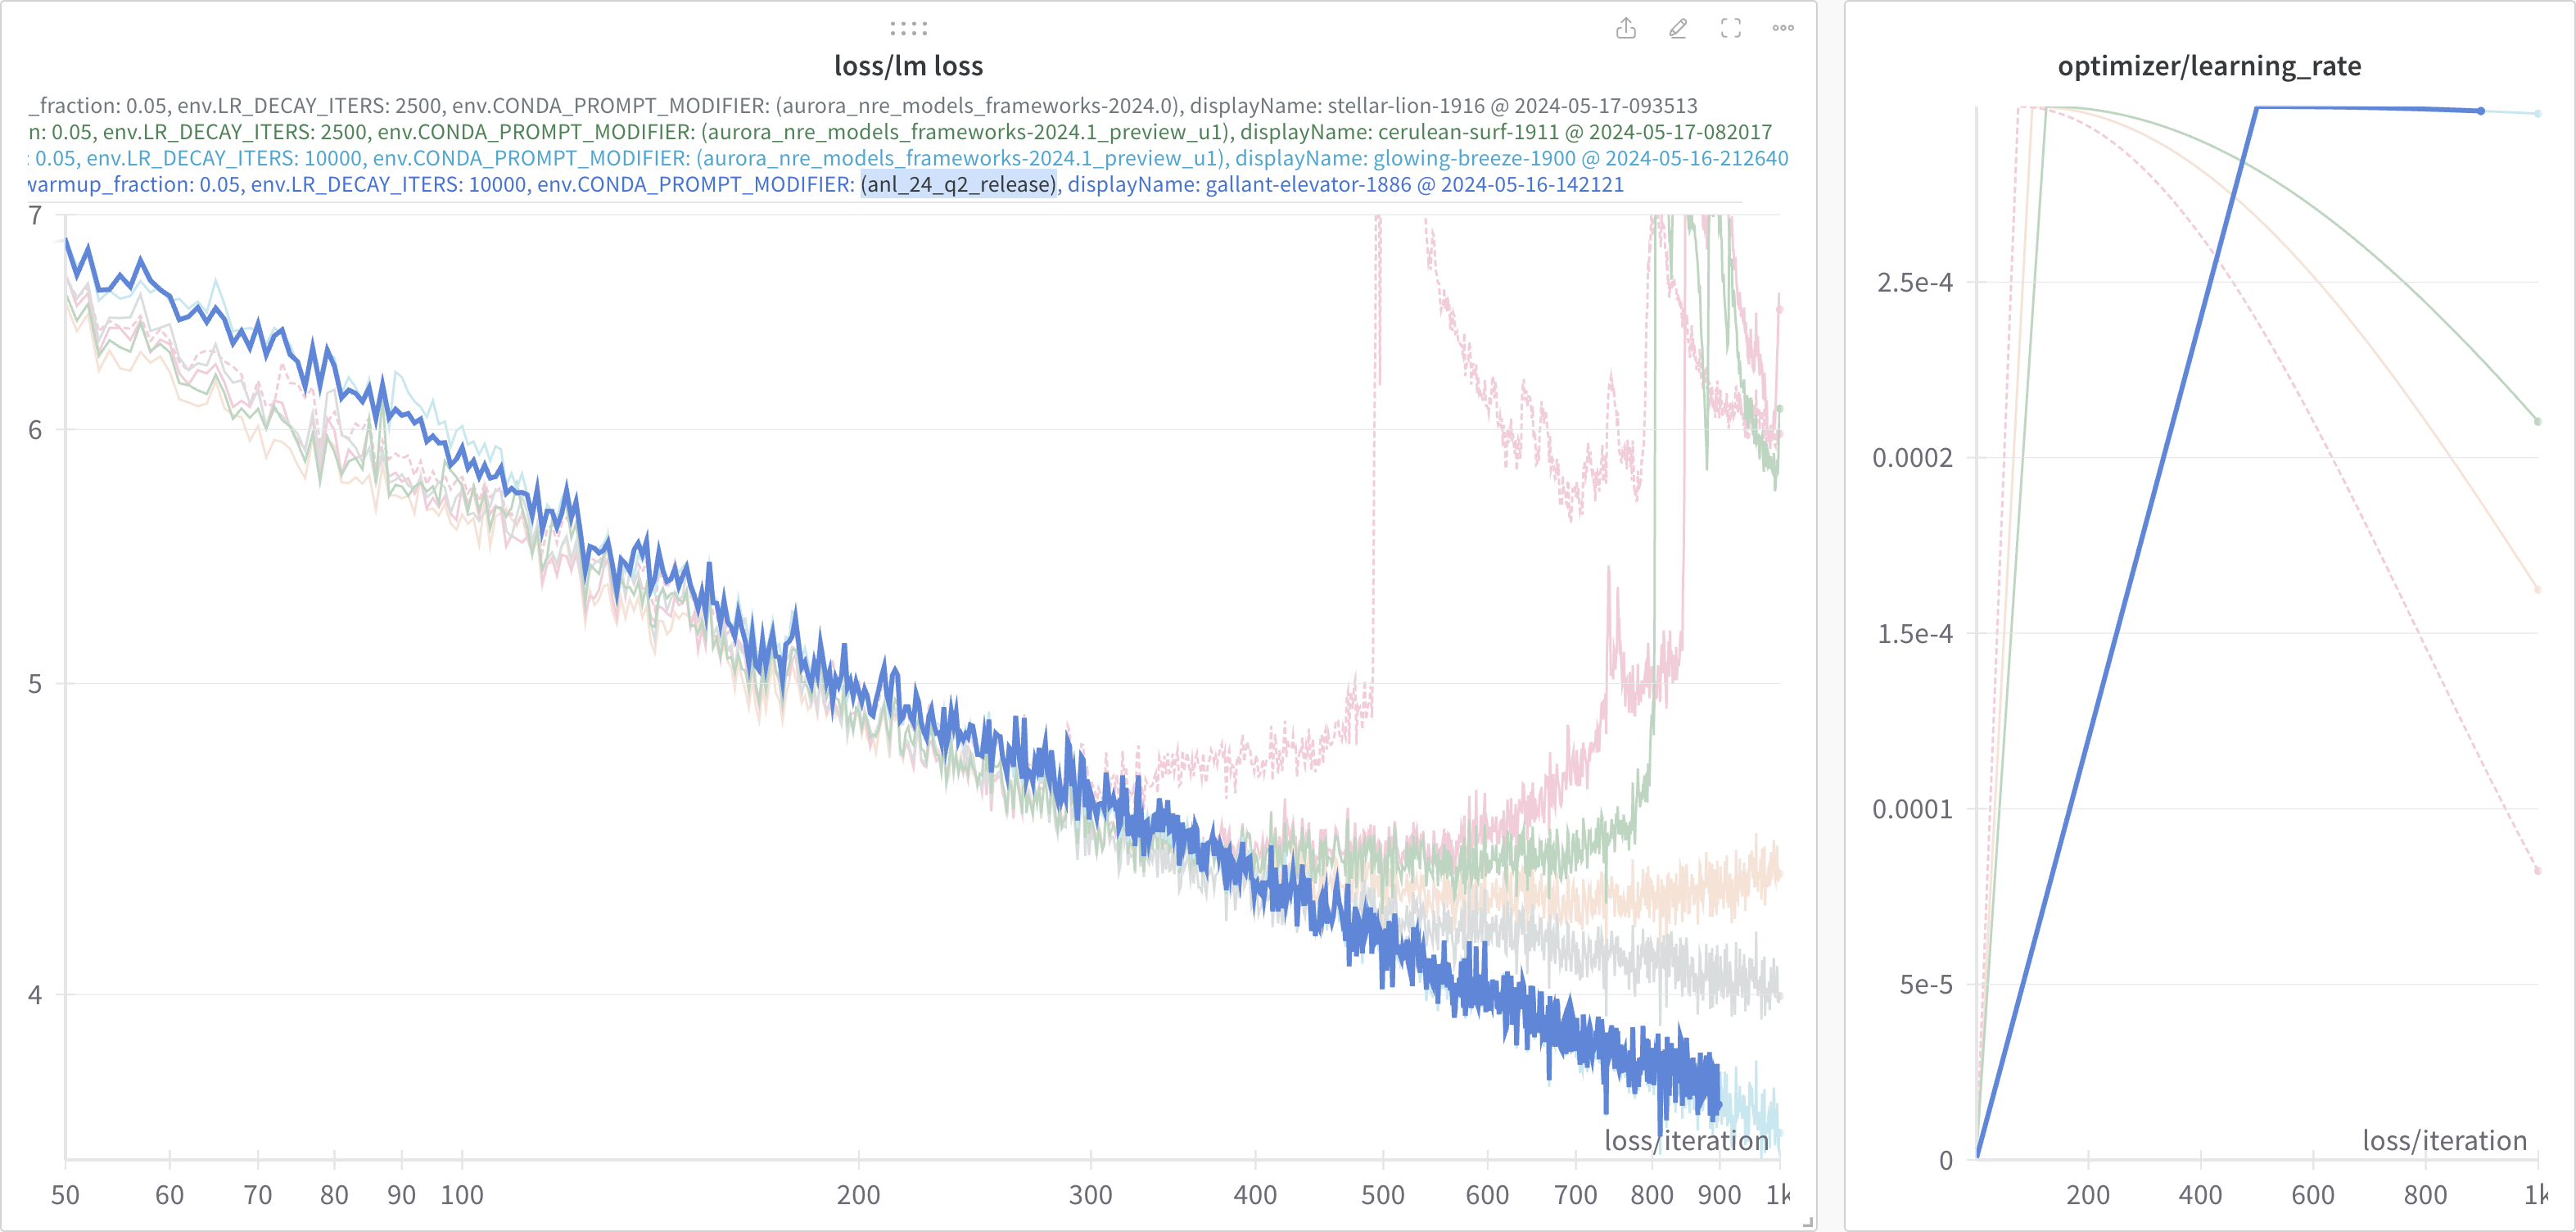 loss/lm loss
_fraction: 0.05, env.LR_DECAY_ITERS: 2500, env.CONDA_PROMPT_MODIFIER: (aurora_nre_models_frameworks-2024.0), displayName: stellar-lion-1916 @ 2024-05-17-093513
n: 0.05, env.LR_DECAY_ITERS: 2500, env.CONDA_PROMPT_MODIFIER: (aurora_nre_models_frameworks-2024.1_preview_u1), displayName: cerulean-surf-1911 @ 2024-05-17-082017
: 0.05, env.LR_DECAY_ITERS: 10000, env.CONDA_PROMPT_MODIFIER: (aurora_nre_models_frameworks-2024.1_preview_u1), displayName: glowing-breeze-1900 @ 2024-05-16-212640
warmup_fraction: 0.05, env.LR_DECAY_ITERS: 10000, env.CONDA_PROMPT_MODIFIER: (anl_24_q2_release), displayName: gallant-elevator-1886 @ 2024-05-16-142121
7
6
5
4
loss/iteration
50 60 70 80 90 100 200 300 400 500 600 700 800 900 1k
optimizer/learning_rate
2.5e-4
0.0002
1.5e-4
0.0001
5e-5
0
loss/iteration
200 400 600 800 1k